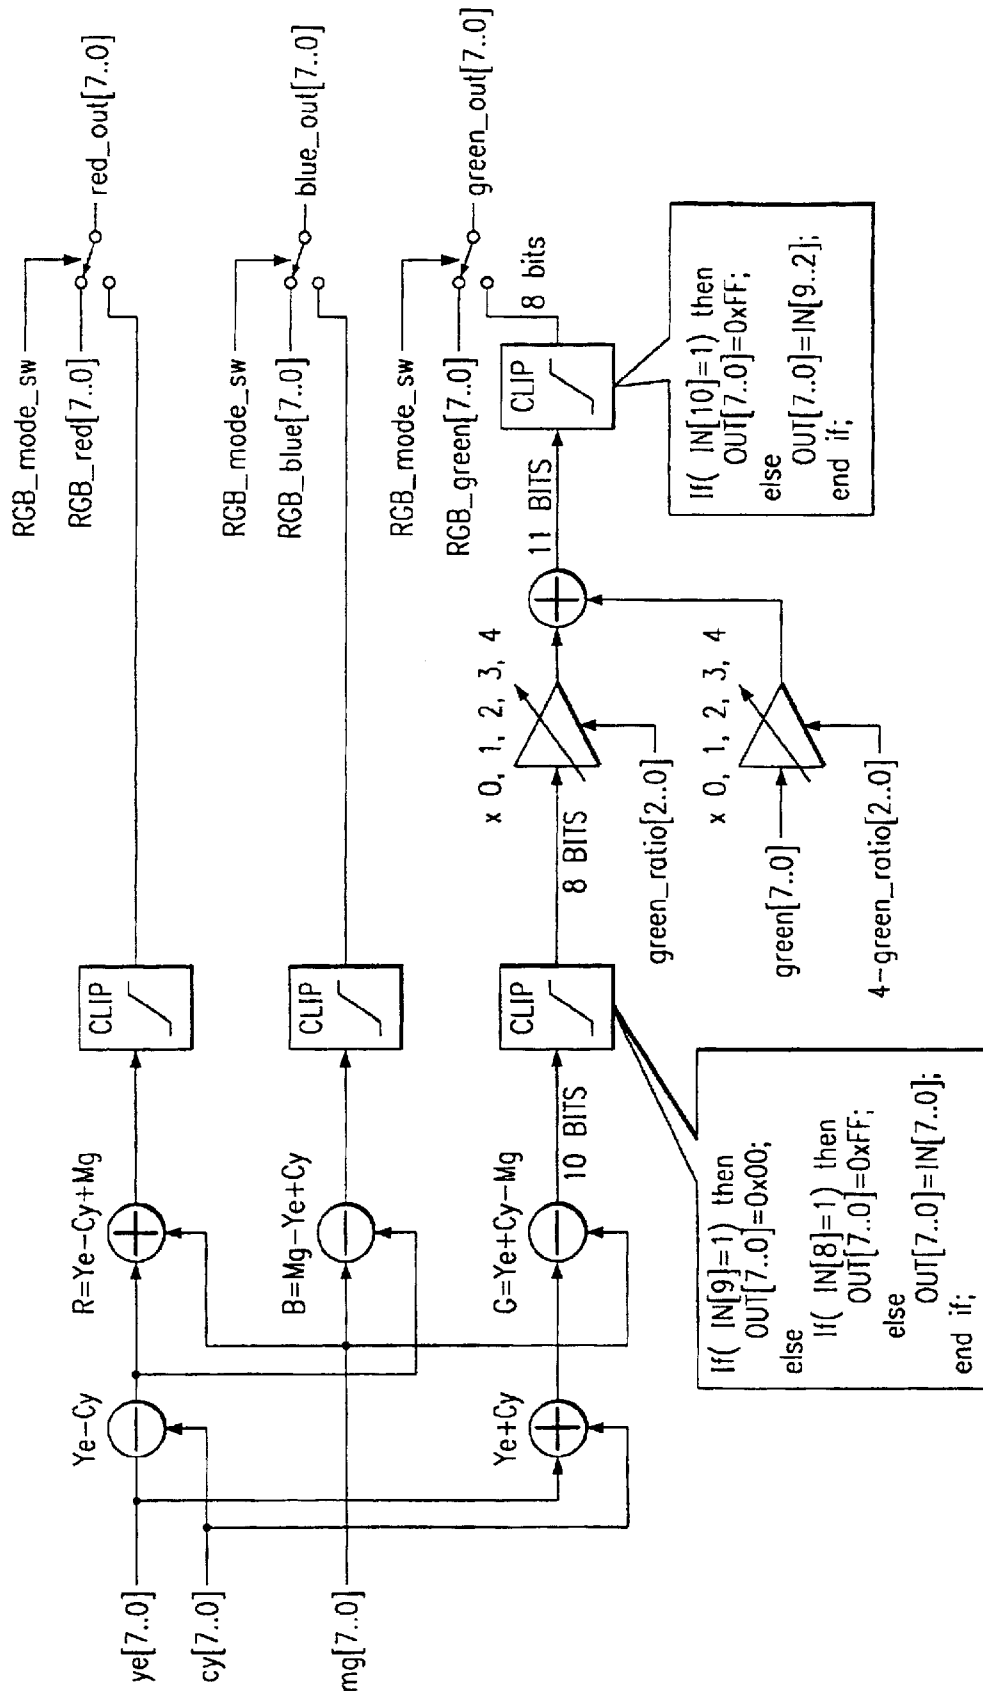 ye[7..0]
cy[7..0]
mg[7..0]
Ye-Cy
Ye+Cy
R=Ye-Cy+Mg
B=Mg-Ye+Cy
G=Ye+Cy-Mg
10 BITS
CLIP
CLIP
CLIP
If( IN[9]=1) then
OUT[7..0]=0x00;
else
If( IN[8]=1) then
OUT[7..0]=0xFF;
else
OUT[7..0]=IN[7..0];
end if;
8 BITS
x 0, 1, 2, 3, 4
green_ratio[2..0]
green[7..0]
x 0, 1, 2, 3, 4
4-green_ratio[2..0]
11 BITS
CLIP
If( IN[10]=1) then
OUT[7..0]=0xFF;
else
OUT[7..0]=IN[9..2];
end if;
8 bits
RGB_mode_sw
RGB_red[7..0]
red_out[7..0]
RGB_mode_sw
RGB_blue[7..0]
blue_out[7..0]
RGB_mode_sw
RGB_green[7..0]
green_out[7..0]